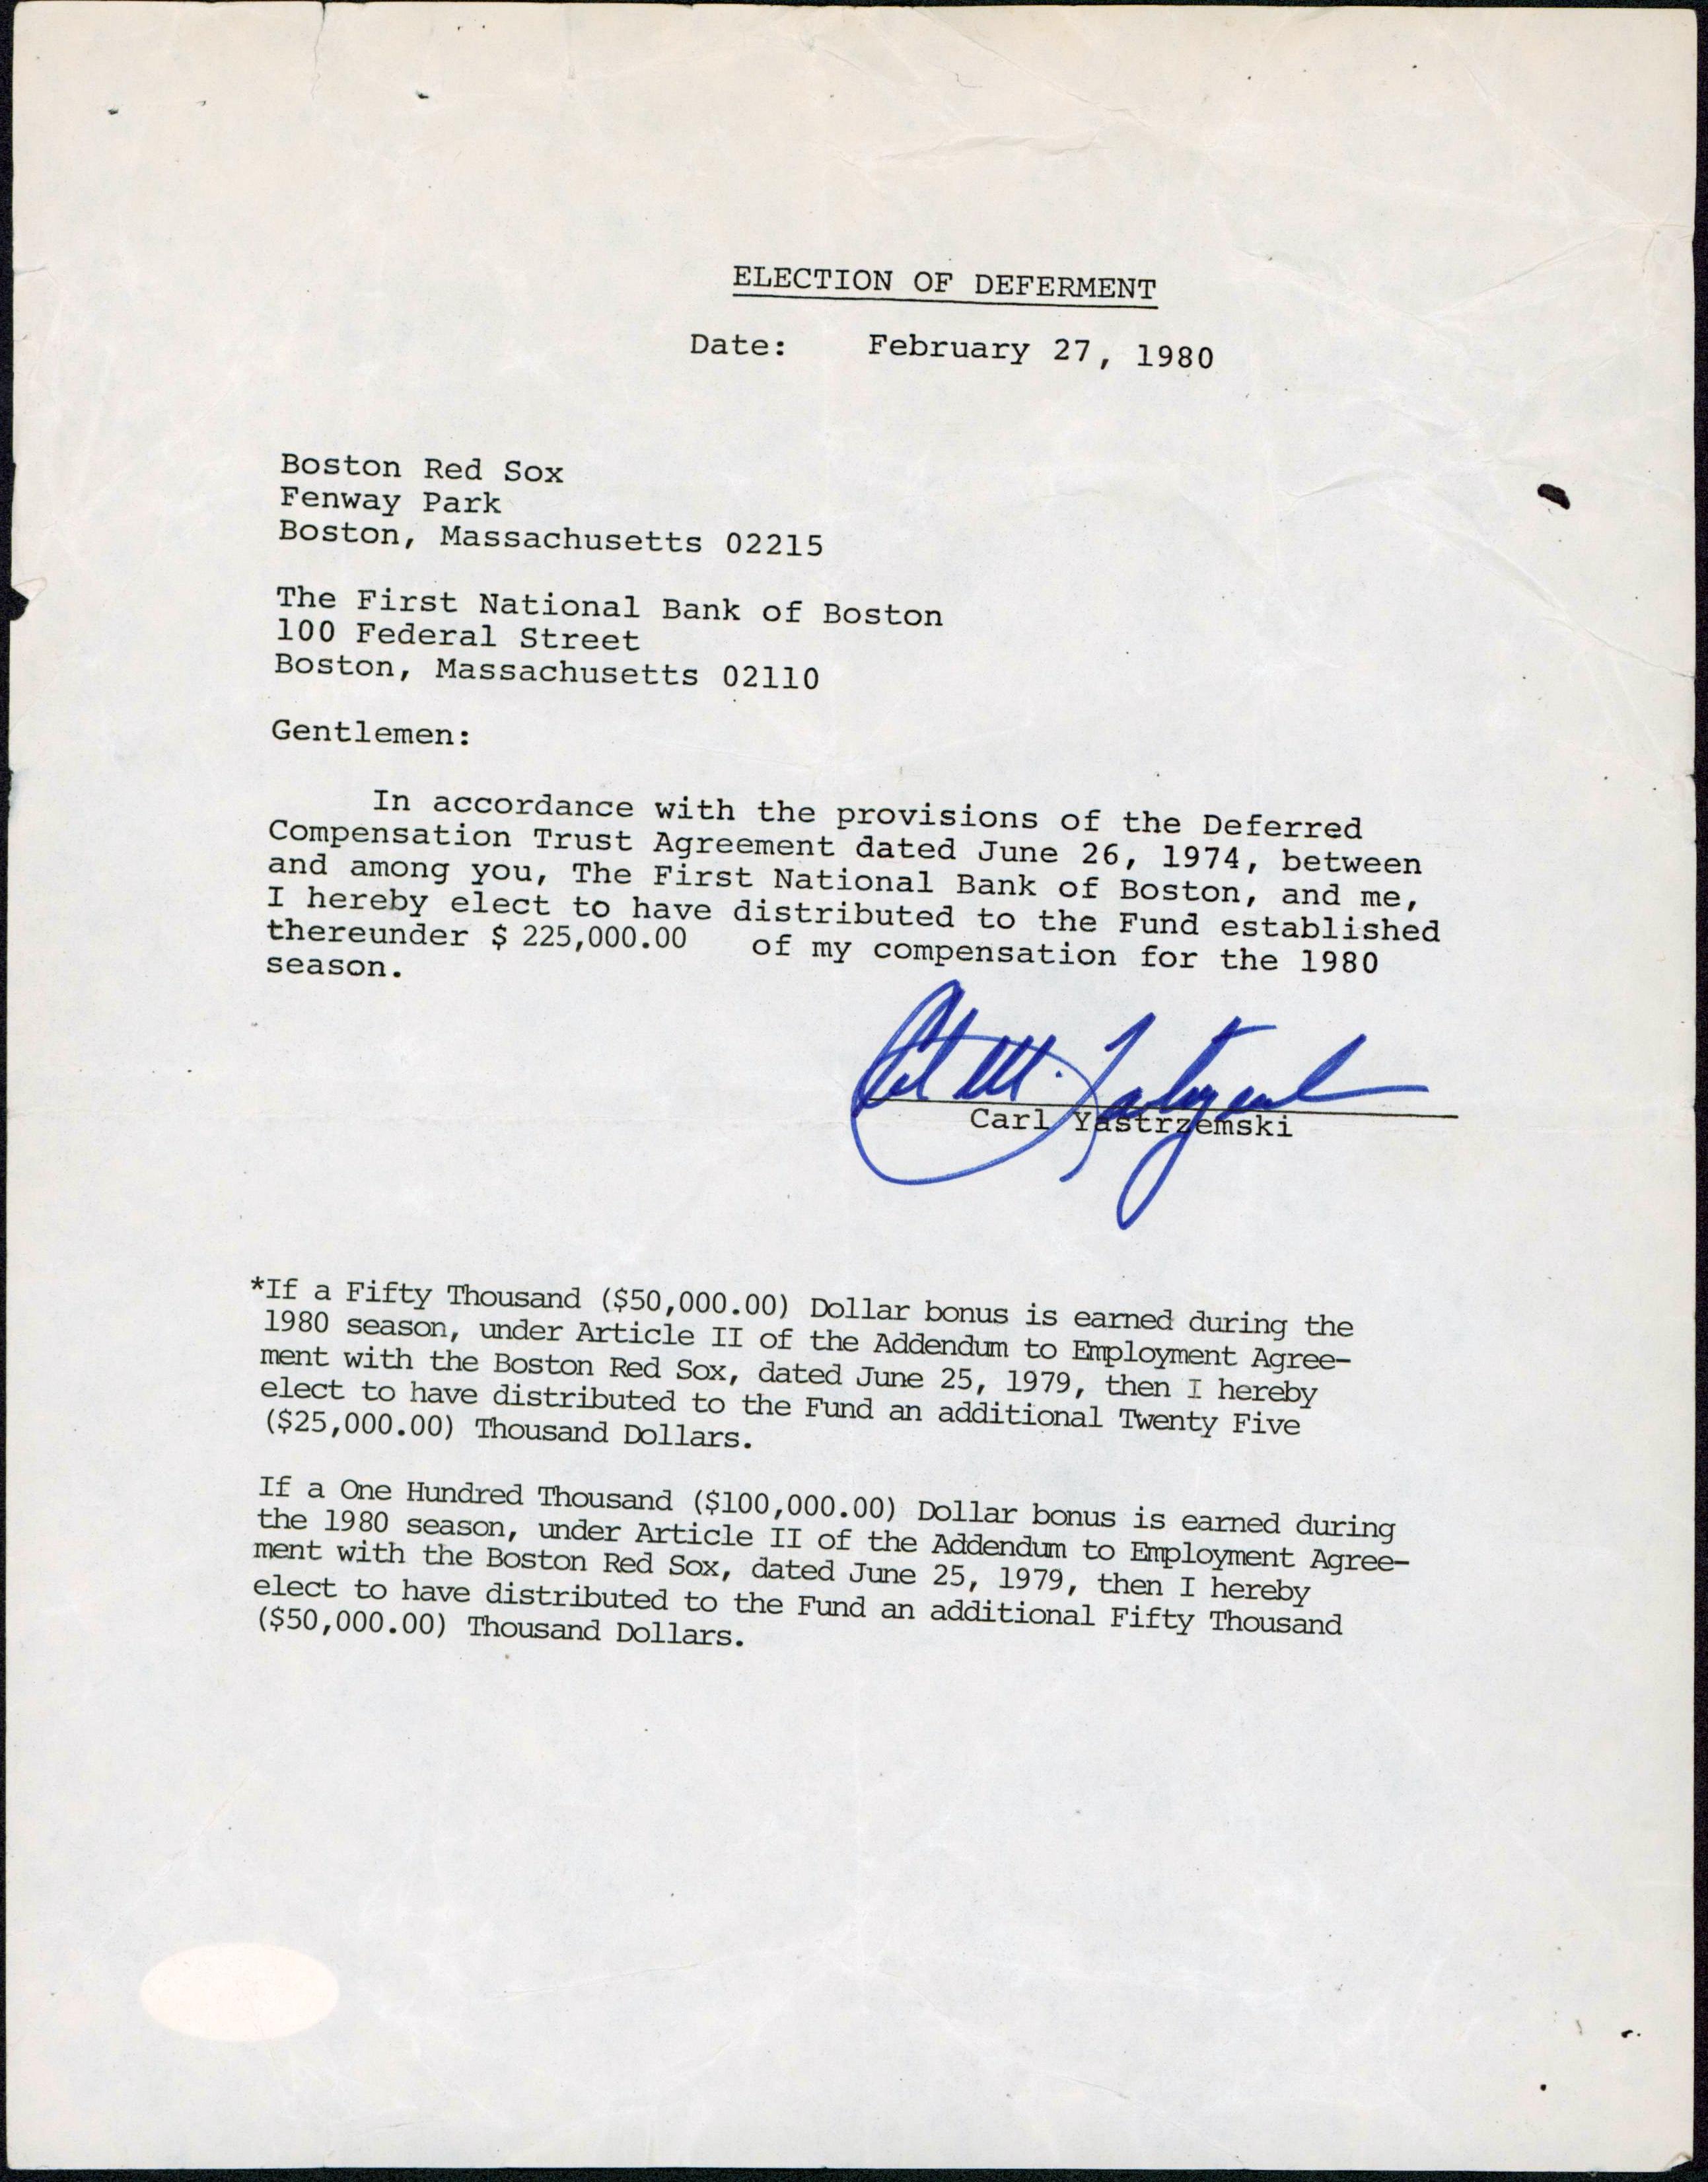 ELECTION OF DEFERMENT
Date: February 27, 1980
Boston Red Sox
Fenway Park
Boston, Massachusetts 02215
The First National Bank of Boston
100 Federal Street
Boston, Massachusetts 02110
Gentlemen:
In accordance with the provisions of the Deferred
Compensation Trust Agreement dated June 26, 1974, between
and among you, The First National Bank of Boston, and me,
I hereby elect to have distributed to the Fund established
thereunder $ 225,000.00 of my compensation for the 1980
season.
Carl Yastrzemski
*If a Fifty Thousand ($50,000.00) Dollar bonus is earned during the
1980 season, under Article II of the Addendum to Employment Agree-
ment with the Boston Red Sox, dated June 25, 1979, then I hereby
elect to have distributed to the Fund an additional Twenty Five
($25,000.00) Thousand Dollars.
If a One Hundred Thousand ($100,000.00) Dollar bonus is earned during
the 1980 season, under Article II of the Addendum to Employment Agree-
ment with the Boston Red Sox, dated June 25, 1979, then I hereby
elect to have distributed to the Fund an additional Fifty Thousand
($50,000.00) Thousand Dollars.